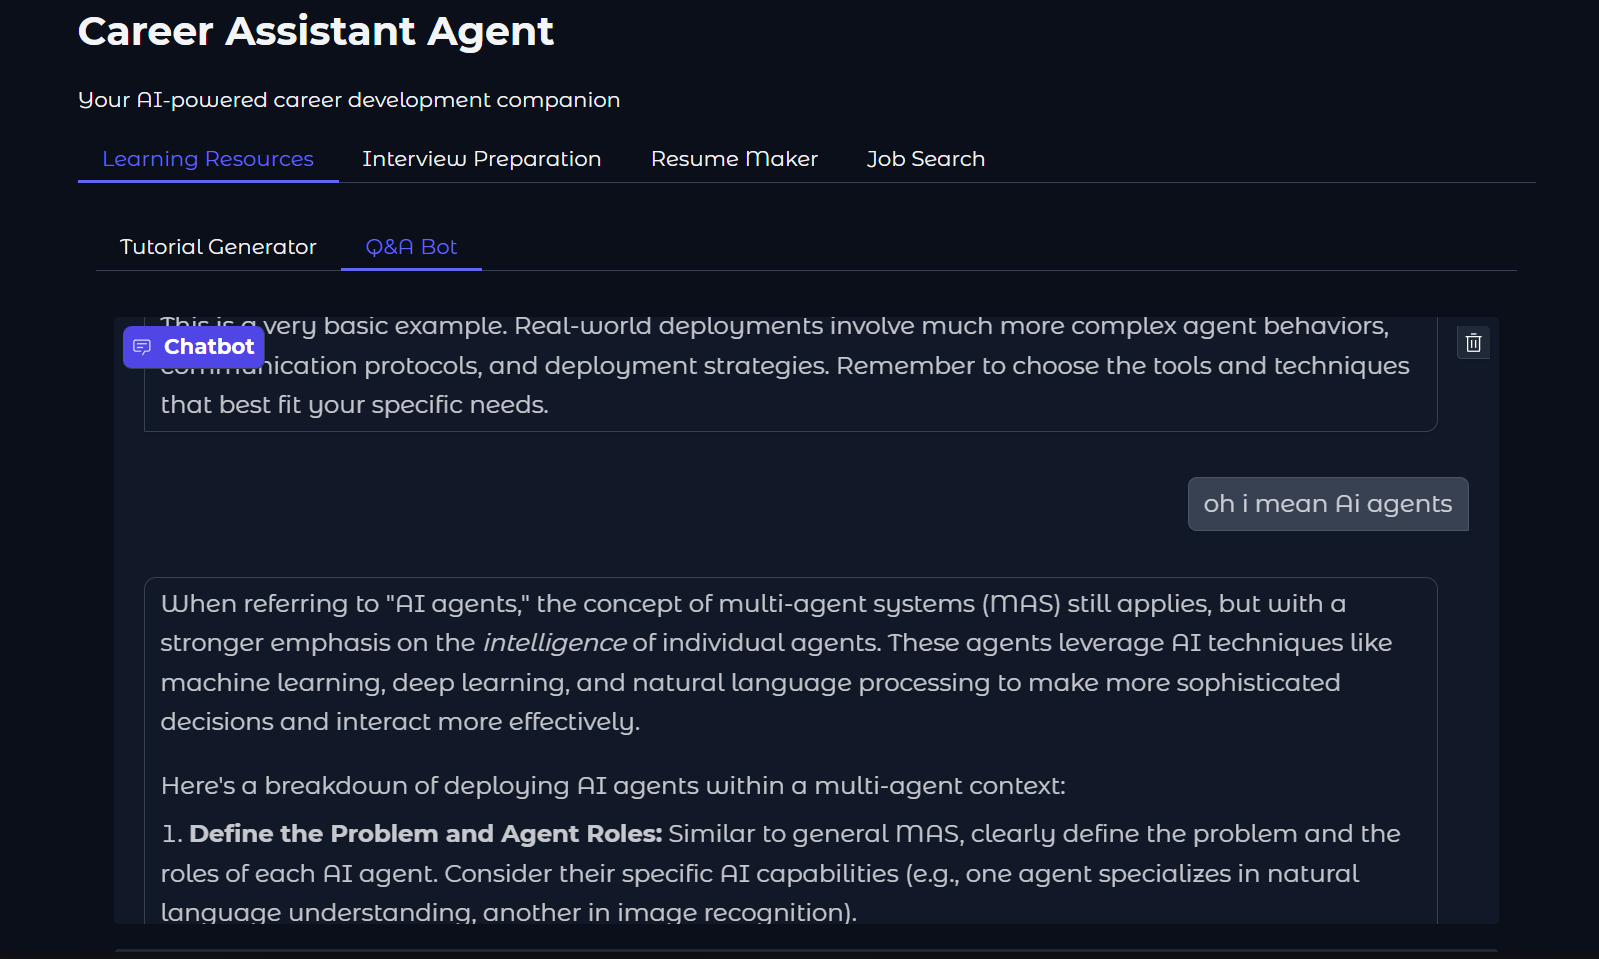 Career Assistant Agent
Your AI-powered career development companion
Learning Resources Interview Preparation Resume Maker Job Search
Tutorial Generator Q&A Bot
This is a very basic example. Real-world deployments involve much more complex agent behaviors,
Chatbot
communication protocols, and deployment strategies. Remember to choose the tools and techniques
that best fit your specific needs.
oh i mean Ai agents
When referring to "AI agents," the concept of multi-agent systems (MAS) still applies, but with a
stronger emphasis on the intelligence of individual agents. These agents leverage AI techniques like
machine learning, deep learning, and natural language processing to make more sophisticated
decisions and interact more effectively.
Here's a breakdown of deploying AI agents within a multi-agent context:
1. Define the Problem and Agent Roles: Similar to general MAS, clearly define the problem and the
roles of each AI agent. Consider their specific AI capabilities (e.g., one agent specializes in natural
language understanding, another in image recognition).